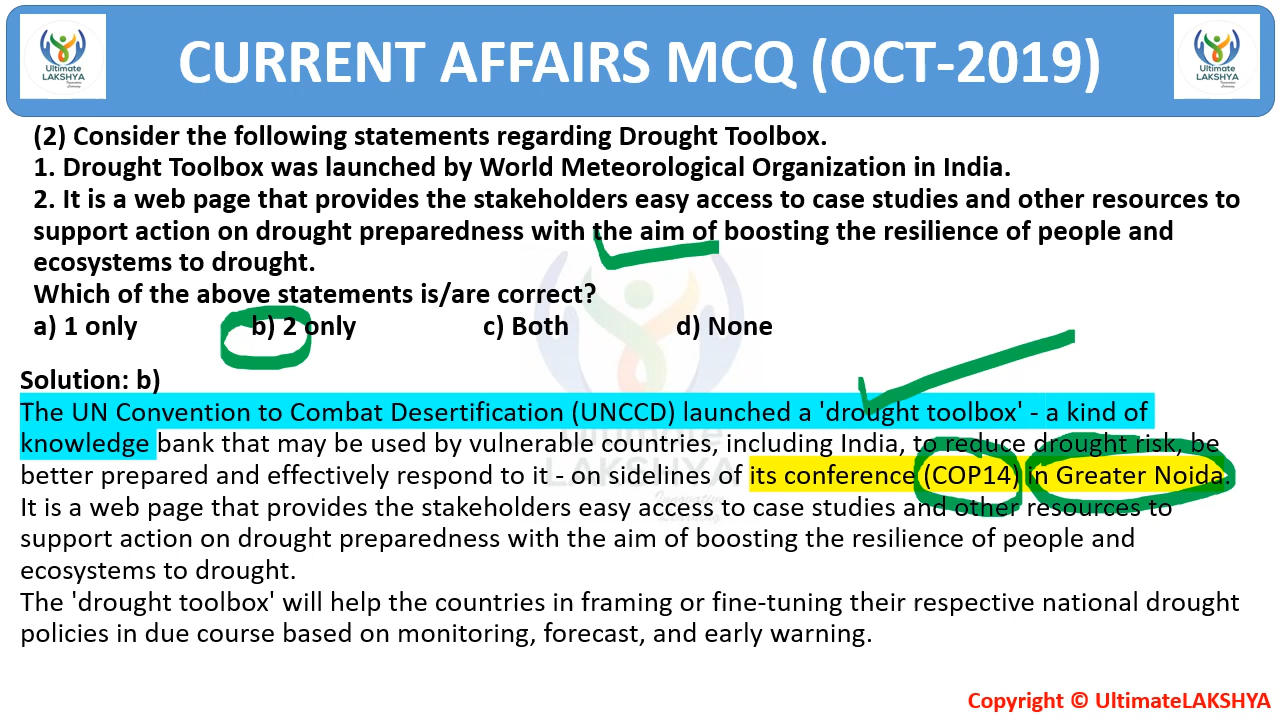 Ultimate
LAKSHYA
CURRENT AFFAIRS MCQ (OCT-2019)
Ultimate
LAKSHYA
(2) Consider the following statements regarding Drought Toolbox.
1. Drought Toolbox was launched by World Meteorological Organization in India.
2. It is a web page that provides the stakeholders easy access to case studies and other resources to
support action on drought preparedness with the aim of boosting the resilience of people and
ecosystems to drought.
Which of the above statements is/are correct?
a) 1 only b) 2 only c) Both d) None
Solution: b)
The UN Convention to Combat Desertification (UNCCD) launched a 'drought toolbox' - a kind of
knowledge bank that may be used by vulnerable countries, including India, to reduce drought risk, be
better prepared and effectively respond to it - on sidelines of its conference (COP14) in Greater Noida.
It is a web page that provides the stakeholders easy access to case studies and other resources to
support action on drought preparedness with the aim of boosting the resilience of people and
ecosystems to drought.
The 'drought toolbox' will help the countries in framing or fine-tuning their respective national drought
policies in due course based on monitoring, forecast, and early warning.
Copyright © UltimateLAKSHYA